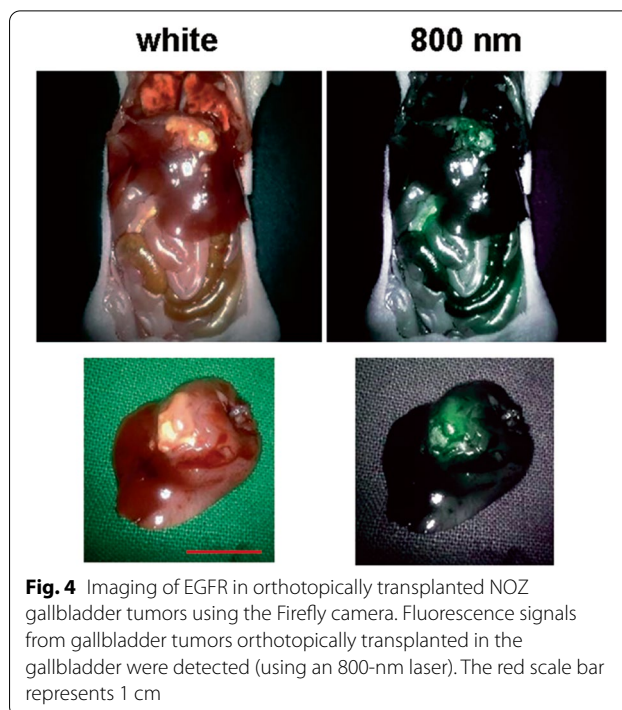 white 800 nm
Fig. 4 Imaging of EGFR in orthotopically transplanted NOZ
gallbladder tumors using the Firefly camera. Fluorescence signals
from gallbladder tumors orthotopically transplanted in the
gallbladder were detected (using an 800-nm laser). The red scale bar
represents 1 cm